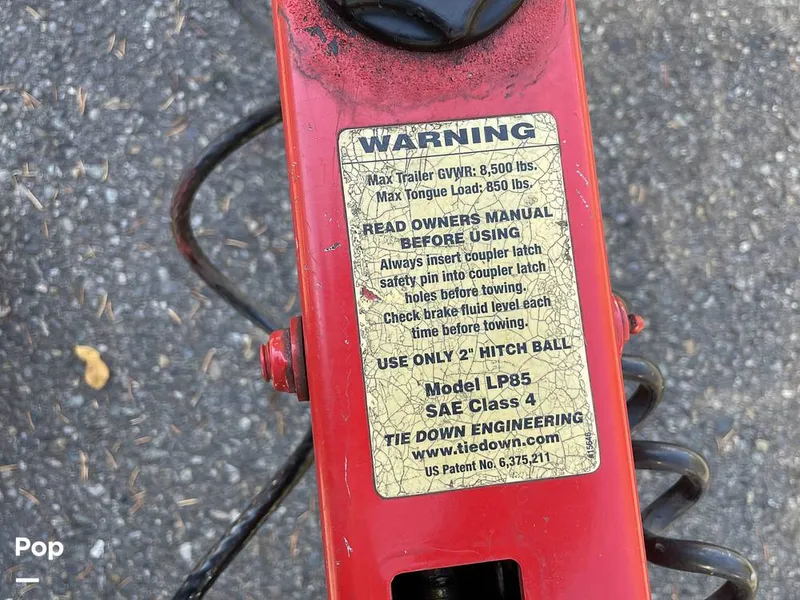 WARNING
Max Trailer GVWR: 8,500 lbs.
Max Tongue Load: 850 lbs.
READ OWNERS MANUAL
BEFORE USING
Always insert coupler latch
safety pin into coupler latch
holes before towing.
Check brake fluid level each
time before towing.
USE ONLY 2" HITCH BALL
Model LP85
SAE Class 4
TIE DOWN ENGINEERING
www.tiedown.com
US Patent No. 6,375,211
#15646
Pop